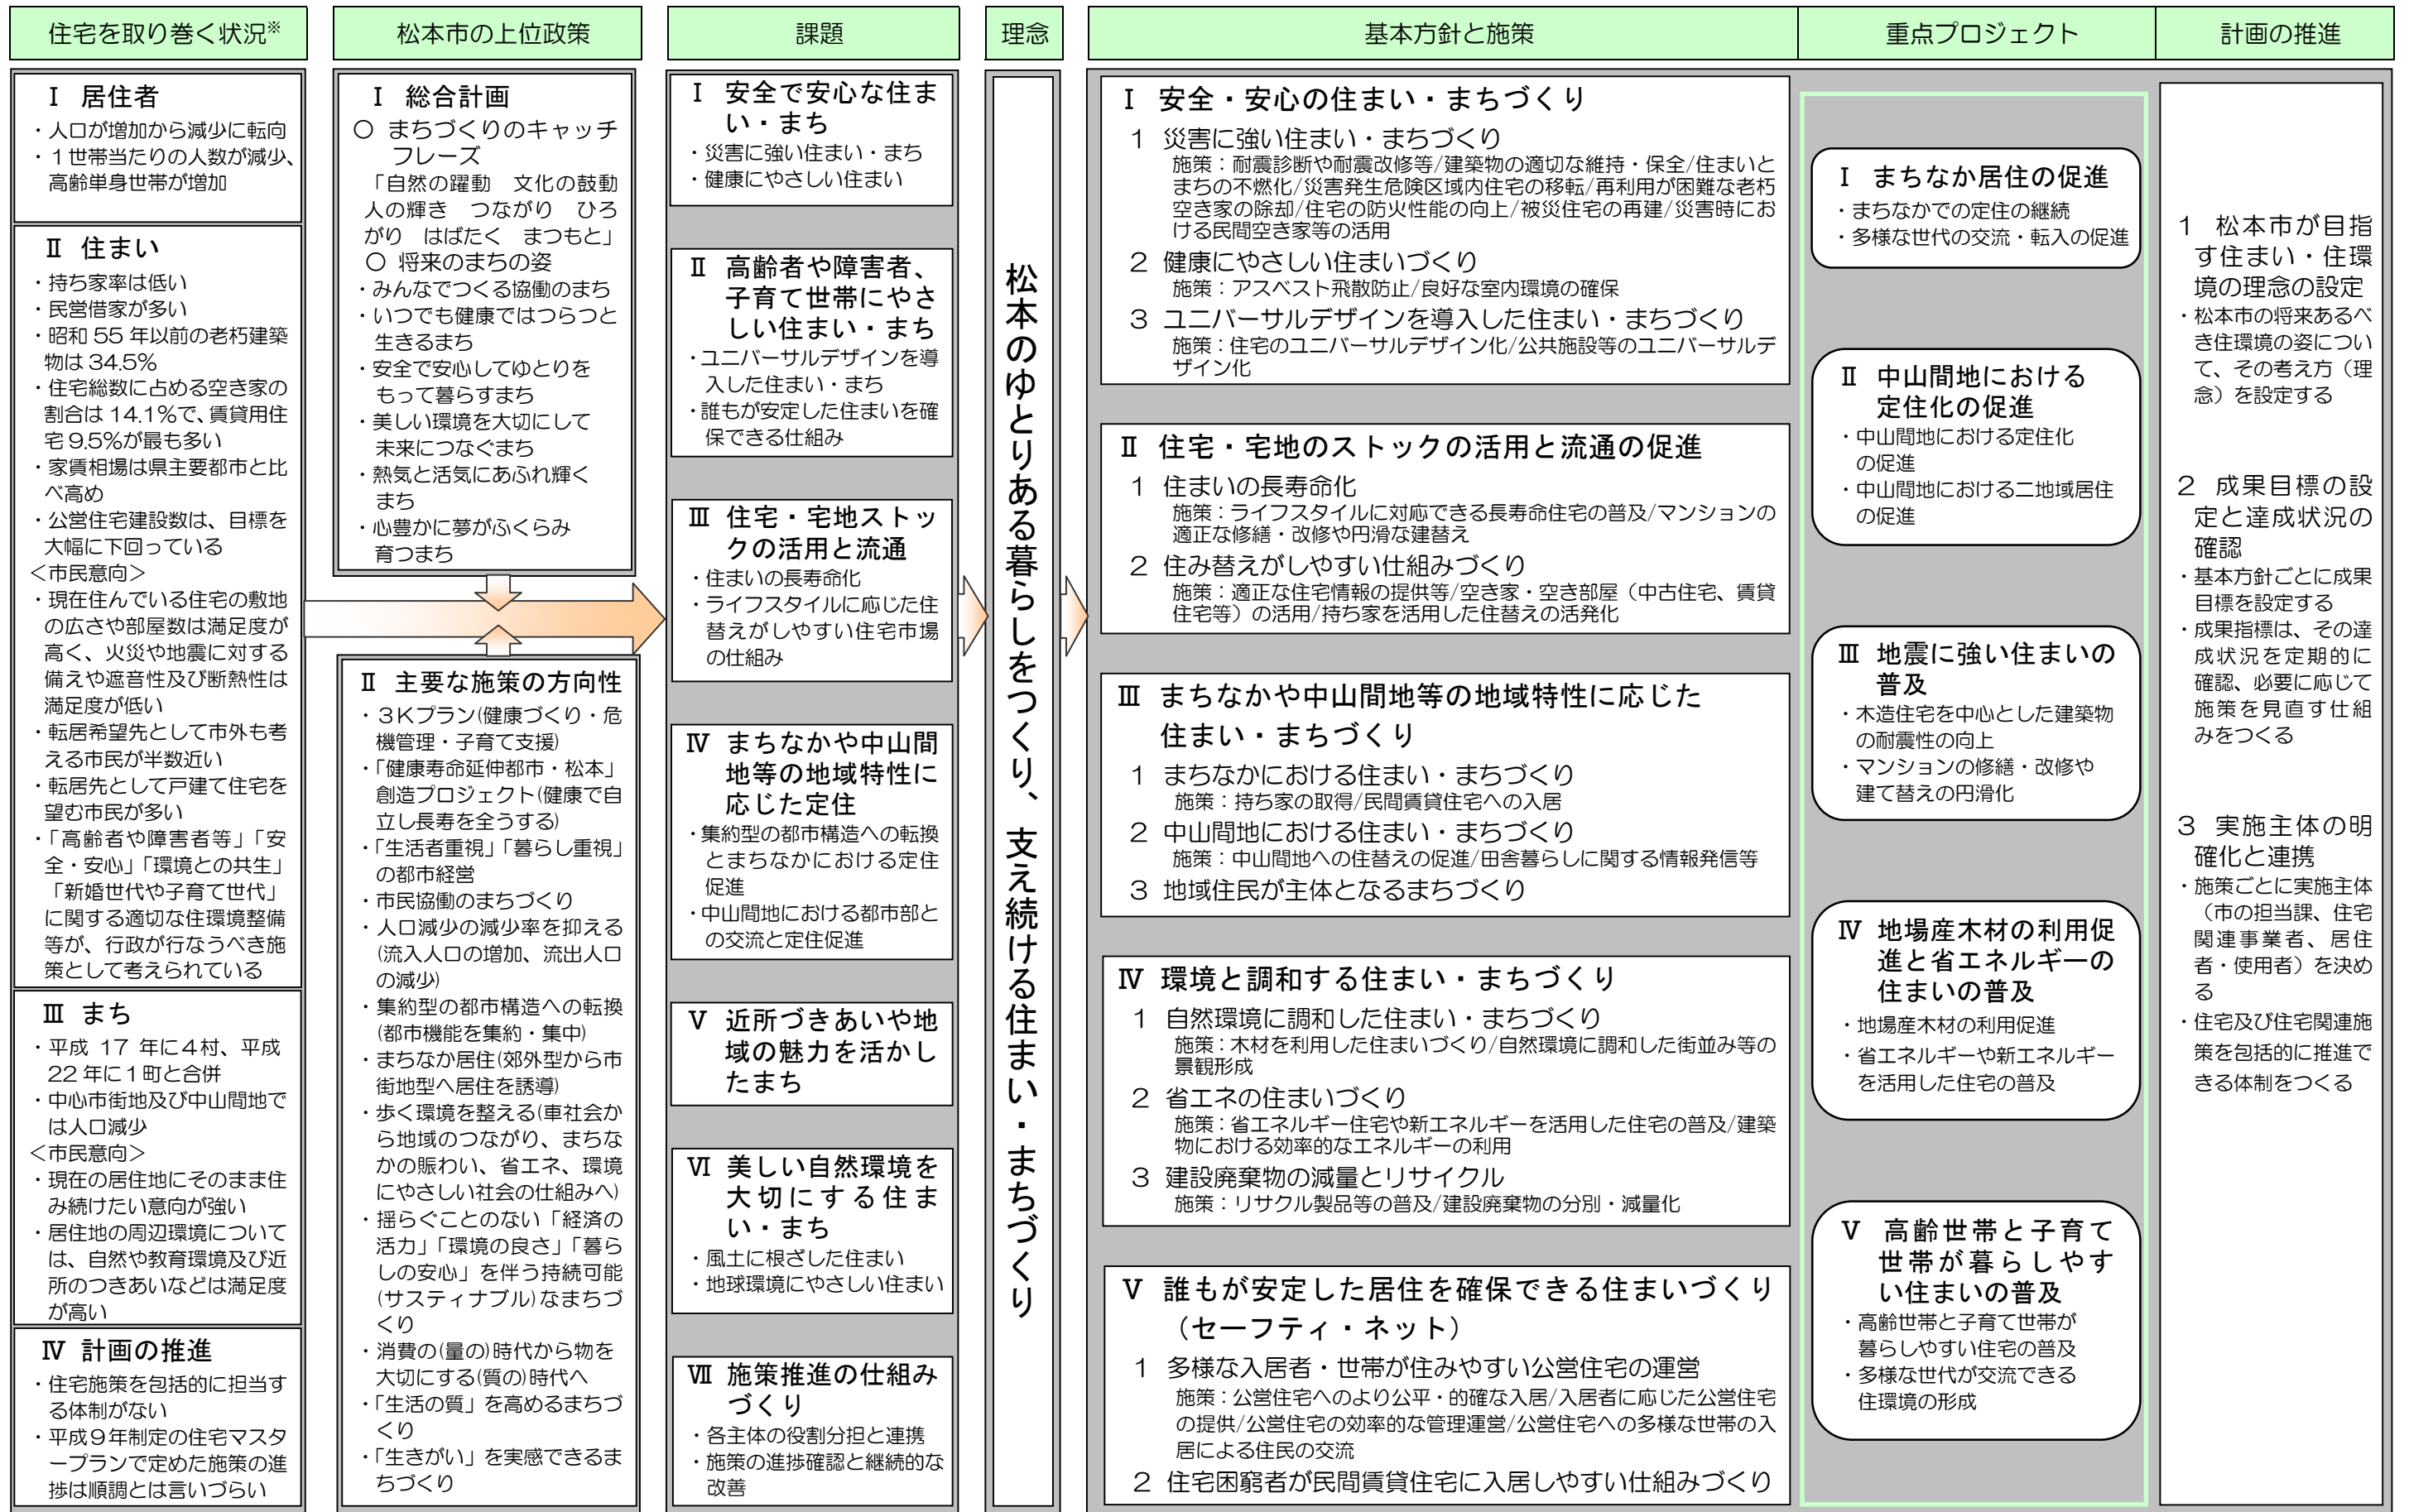 住宅を取り巻く状況※
松本市の上位政策
課題
理念
基本方針と施策
重点プロジェクト
計画の推進
Ⅰ 居住者
・人口が増加から減少に転向
・１世帯当たりの人数が減少、
高齢単身世帯が増加
Ⅱ 住まい
・持ち家率は低い
・民営借家が多い
・昭和 55 年以前の老朽建築
物は 34.5％
・住宅総数に占める空き家の
割合は 14.1％で、賃貸用住
宅 9.5％が最も多い
・家賃相場は県主要都市と比
べ高め
・公営住宅建設数は、目標を
大幅に下回っている
＜市民意向＞
・現在住んでいる住宅の敷地
の広さや部屋数は満足度が
高く、火災や地震に対する
備えや遮音性及び断熱性は
満足度が低い
・転居希望先として市外も考
える市民が半数近い
・転居先として戸建て住宅を
望む市民が多い
・「高齢者や障害者等」「安
全・安心」「環境との共生」
「新婚世代や子育て世代」
に関する適切な住環境整備
等が、行政が行なうべき施
策として考えられている
Ⅲ まち
・平成 17 年に４村、平成
22 年に１町と合併
・中心市街地及び中山間地で
は人口減少
＜市民意向＞
・現在の居住地にそのまま住
み続けたい意向が強い
・居住地の周辺環境について
は、自然や教育環境及び近
所のつきあいなどは満足度
が高い
Ⅳ 計画の推進
・住宅施策を包括的に担当す
る体制がない
・平成９年制定の住宅マスタ
ープランで定めた施策の進
捗は順調とは言いづらい
Ⅰ 総合計画
〇 まちづくりのキャッチ
フレーズ
「自然の躍動 文化の鼓動
人の輝き つながり ひろ
がり はばたく まつもと」
〇 将来のまちの姿
・みんなでつくる協働のまち
・いつでも健康ではつらつと
生きるまち
・安全で安心してゆとりを
もって暮らすまち
・美しい環境を大切にして
未来につなぐまち
・熱気と活気にあふれ輝く
まち
・心豊かに夢がふくらみ
育つまち
Ⅱ 主要な施策の方向性
・３Ｋプラン(健康づくり・危
機管理・子育て支援)
・「健康寿命延伸都市・松本」
創造プロジェクト(健康で自
立し長寿を全うする)
・「生活者重視」「暮らし重視」
の都市経営
・市民協働のまちづくり
・人口減少の減少率を抑える
(流入人口の増加、流出人口
の減少)
・集約型の都市構造への転換
(都市機能を集約・集中)
・まちなか居住(郊外型から市
街地型へ居住を誘導)
・歩く環境を整える(車社会か
ら地域のつながり、まちな
かの賑わい、省エネ、環境
にやさしい社会の仕組みへ)
・揺らぐことのない「経済の
活力」「環境の良さ」「暮ら
しの安心」を伴う持続可能
(サスティナブル)なまちづ
くり
・消費の(量の)時代から物を
大切にする(質の)時代へ
・「生活の質」を高めるまちづ
くり
・「生きがい」を実感できるま
ちづくり
Ⅰ 安全で安心な住ま
い・まち
・災害に強い住まい・まち
・健康にやさしい住まい
Ⅱ 高齢者や障害者、
子育て世帯にやさ
しい住まい・まち
・ユニバーサルデザインを導
入した住まい・まち
・誰もが安定した住まいを確
保できる仕組み
Ⅲ 住宅・宅地ストッ
クの活用と流通
・住まいの長寿命化
・ライフスタイルに応じた住
替えがしやすい住宅市場
の仕組み
Ⅳ まちなかや中山間
地等の地域特性に
応じた定住
・集約型の都市構造への転換
とまちなかにおける定住
促進
・中山間地における都市部と
の交流と定住促進
Ⅴ 近所づきあいや地
域の魅力を活かし
たまち
Ⅵ 美しい自然環境を
大切にする住ま
い・まち
・風土に根ざした住まい
・地球環境にやさしい住まい
Ⅶ 施策推進の仕組み
づくり
・各主体の役割分担と連携
・施策の進捗確認と継続的な
改善
松本のゆとりある暮らしをつくり、支え続ける住まい・まちづくり
Ⅰ 安全・安心の住まい・まちづくり
１ 災害に強い住まい・まちづくり
施策：耐震診断や耐震改修等/建築物の適切な維持・保全/住まいと
まちの不燃化/災害発生危険区域内住宅の移転/再利用が困難な老朽
空き家の除却/住宅の防火性能の向上/被災住宅の再建/災害時にお
ける民間空き家等の活用
２ 健康にやさしい住まいづくり
施策：アスベスト飛散防止/良好な室内環境の確保
３ ユニバーサルデザインを導入した住まい・まちづくり
施策：住宅のユニバーサルデザイン化/公共施設等のユニバーサルデ
ザイン化
Ⅱ 住宅・宅地のストックの活用と流通の促進
１ 住まいの長寿命化
施策：ライフスタイルに対応できる長寿命住宅の普及/マンションの
適正な修繕・改修や円滑な建替え
２ 住み替えがしやすい仕組みづくり
施策：適正な住宅情報の提供等/空き家・空き部屋（中古住宅、賃貸
住宅等）の活用/持ち家を活用した住替えの活発化
Ⅲ まちなかや中山間地等の地域特性に応じた
住まい・まちづくり
１ まちなかにおける住まい・まちづくり
施策：持ち家の取得/民間賃貸住宅への入居
２ 中山間地における住まい・まちづくり
施策：中山間地への住替えの促進/田舎暮らしに関する情報発信等
３ 地域住民が主体となるまちづくり
Ⅳ 環境と調和する住まい・まちづくり
１ 自然環境に調和した住まい・まちづくり
施策：木材を利用した住まいづくり/自然環境に調和した街並み等の
景観形成
２ 省エネの住まいづくり
施策：省エネルギー住宅や新エネルギーを活用した住宅の普及/建築
物における効率的なエネルギーの利用
３ 建設廃棄物の減量とリサイクル
施策：リサクル製品等の普及/建設廃棄物の分別・減量化
Ⅴ 誰もが安定した居住を確保できる住まいづくり
（セーフティ・ネット）
１ 多様な入居者・世帯が住みやすい公営住宅の運営
施策：公営住宅へのより公平・的確な入居/入居者に応じた公営住宅
の提供/公営住宅の効率的な管理運営/公営住宅への多様な世帯の入
居による住民の交流
２ 住宅困窮者が民間賃貸住宅に入居しやすい仕組みづくり
Ⅰ まちなか居住の促進
・まちなかでの定住の継続
・多様な世代の交流・転入の促進
Ⅱ 中山間地における
定住化の促進
・中山間地における定住化
の促進
・中山間地における二地域居住
の促進
Ⅲ 地震に強い住まいの
普及
・木造住宅を中心とした建築物
の耐震性の向上
・マンションの修繕・改修や
建て替えの円滑化
Ⅳ 地場産木材の利用促
進と省エネルギーの
住まいの普及
・地場産木材の利用促進
・省エネルギーや新エネルギー
を活用した住宅の普及
Ⅴ 高齢世帯と子育て
世帯が暮らしやす
い住まいの普及
・高齢世帯と子育て世帯が
暮らしやすい住宅の普及
・多様な世代が交流できる
住環境の形成
１ 松本市が目指
す住まい・住環
境の理念の設定
・松本市の将来あるべ
き住環境の姿につい
て、その考え方（理
念）を設定する
２ 成果目標の設
定と達成状況の
確認
・基本方針ごとに成果
目標を設定する
・成果指標は、その達
成状況を定期的に
確認、必要に応じて
施策を見直す仕組
みをつくる
３ 実施主体の明
確化と連携
・施策ごとに実施主体
（市の担当課、住宅
関連事業者、居住
者・使用者）を決め
る
・住宅及び住宅関連施
策を包括的に推進で
きる体制をつくる